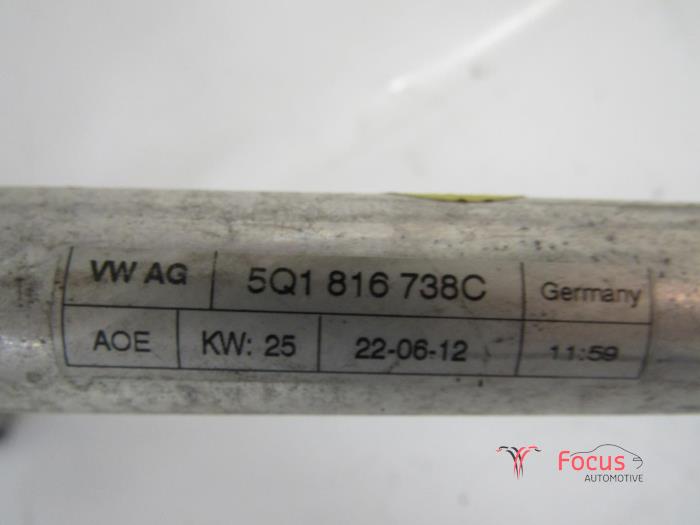 VW AG 5Q1 816 738C Germany
AOE KW: 25 22-06-12 11:59
Focus
AUTOMOTIVE